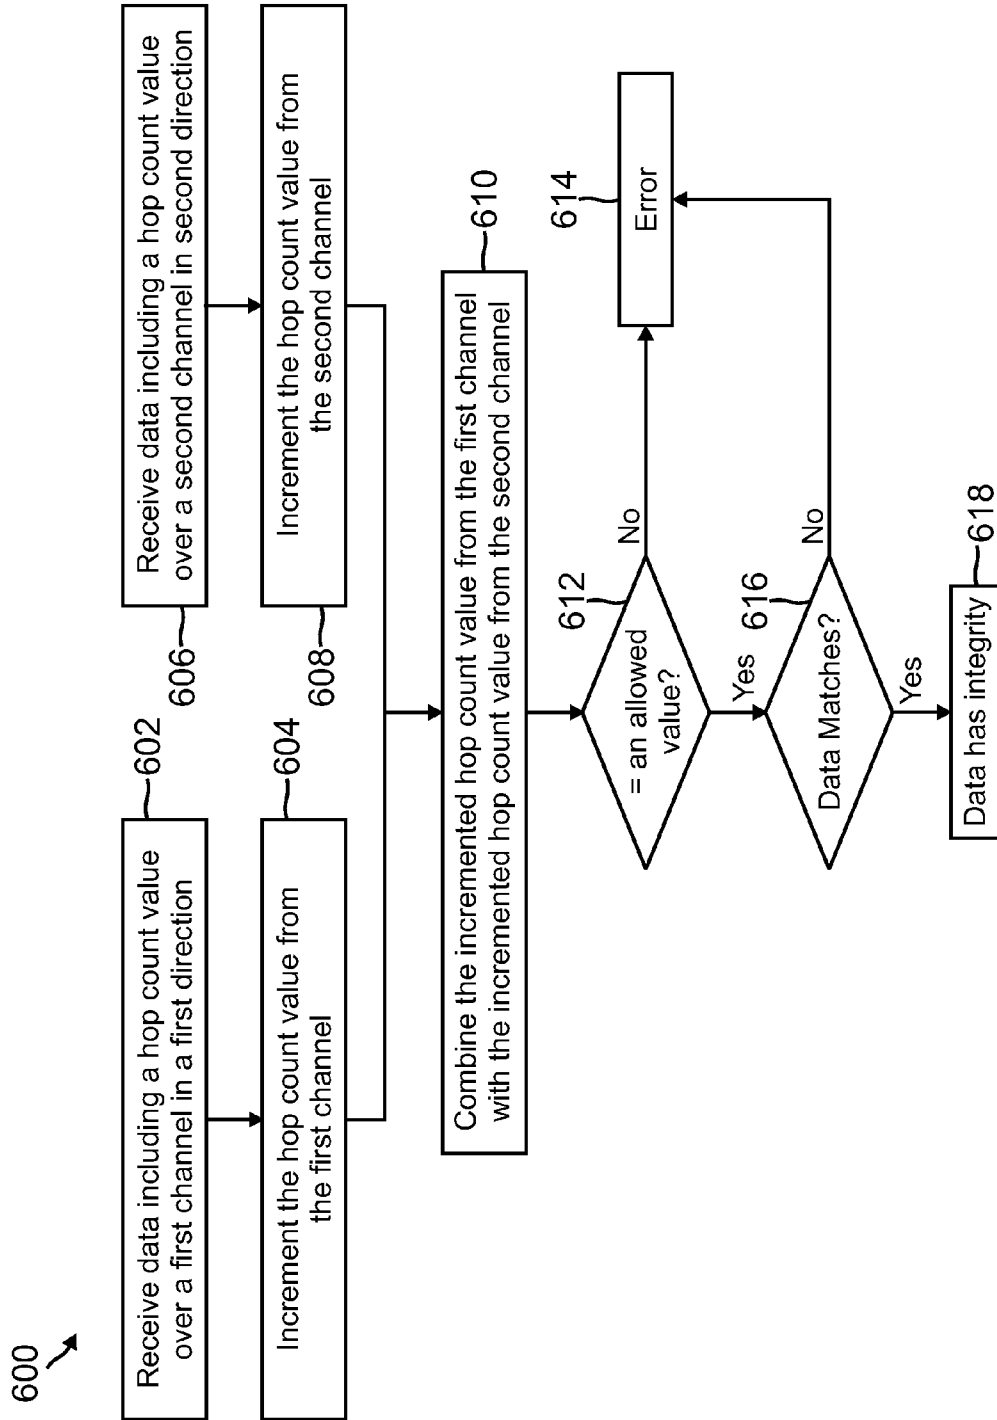 600
602
Receive data including a hop count value
over a first channel in a first direction
604
Increment the hop count value from
the first channel
606
Receive data including a hop count value
over a second channel in second direction
608
Increment the hop count value from
the second channel
610
Combine the incremented hop count value from the first channel
with the incremented hop count value from the second channel
612
= an allowed
value?
No
Yes
614
Error
616
Data Matches?
No
Yes
618
Data has integrity